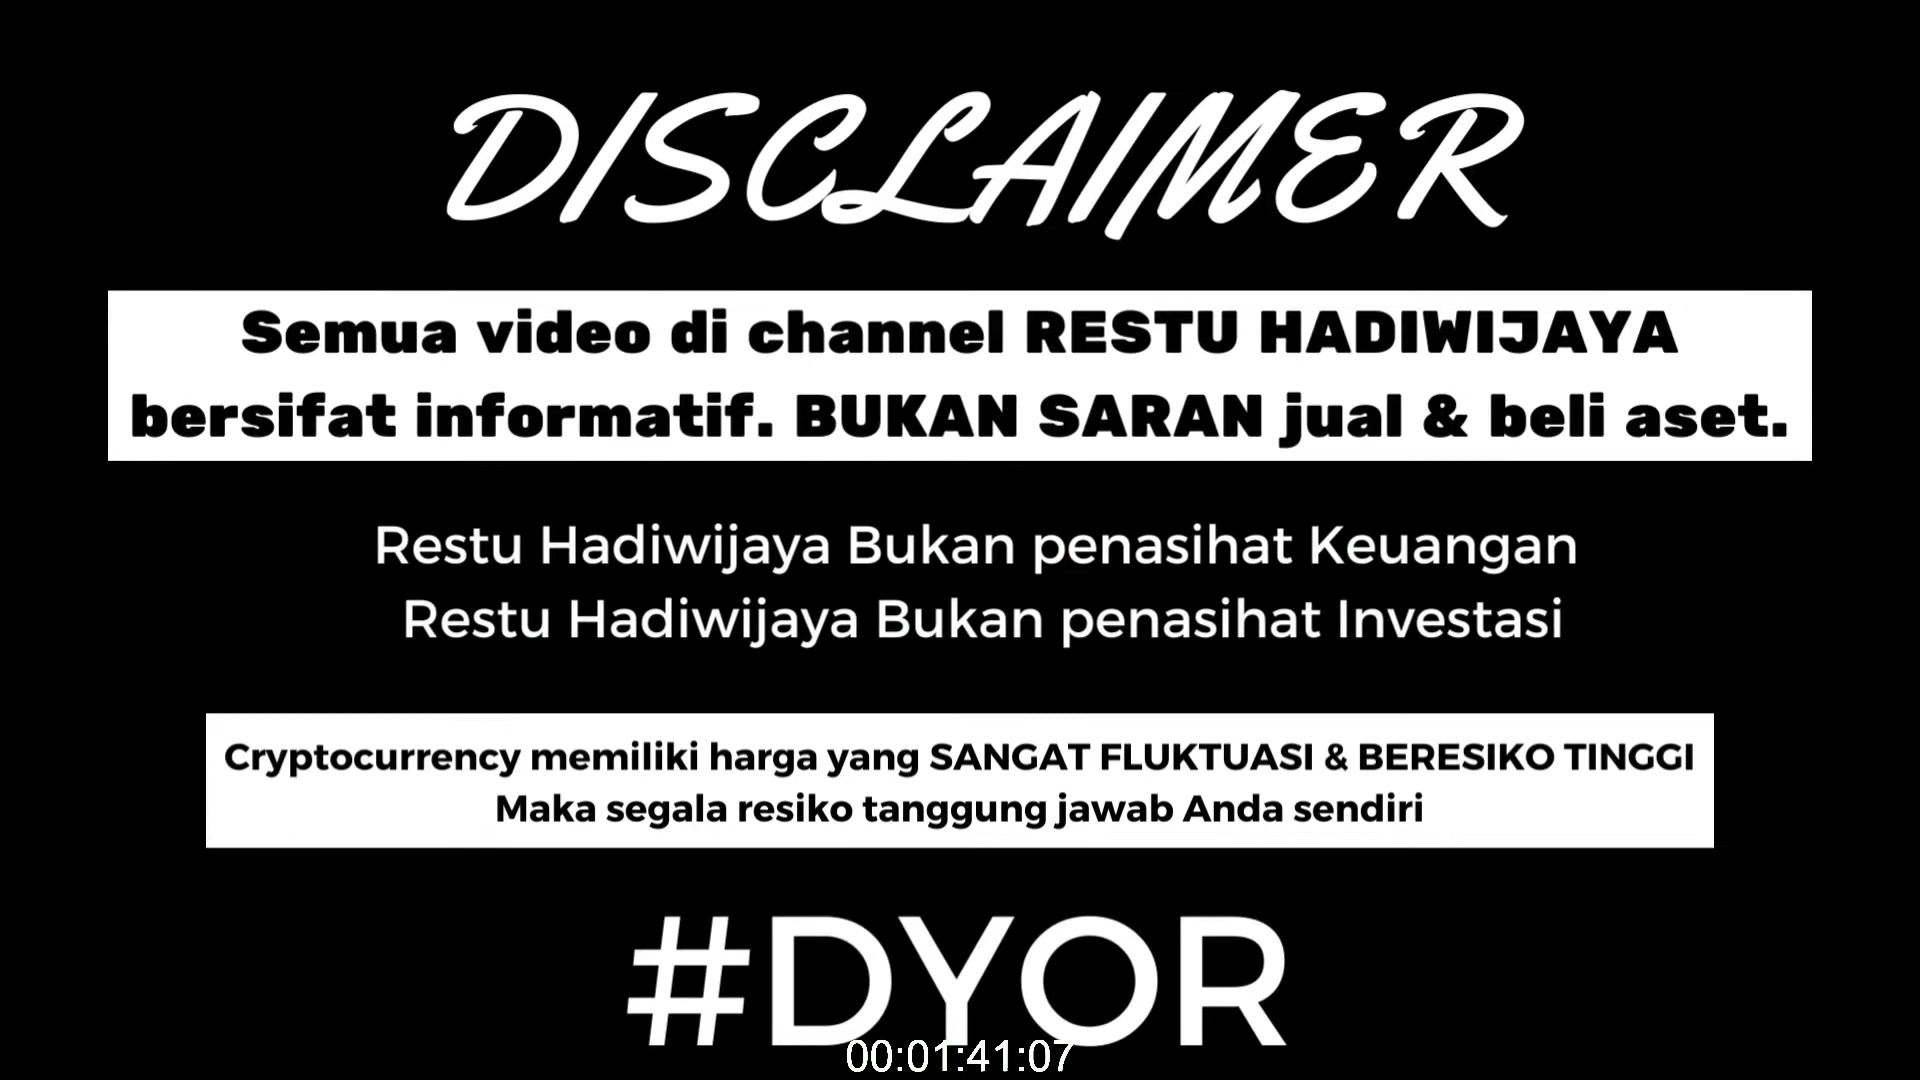 DISCLAIMER
Semua video di channel RESTU HADIWIJAYA
bersifat informatif. BUKAN SARAN jual & beli aset.
Restu Hadiwijaya Bukan penasihat Keuangan
Restu Hadiwijaya Bukan penasihat Investasi
Cryptocurrency memiliki harga yang SANGAT FLUKTUASI & BERESIKO TINGGI
Maka segala resiko tanggung jawab Anda sendiri
#DYOR
00:01:41:07